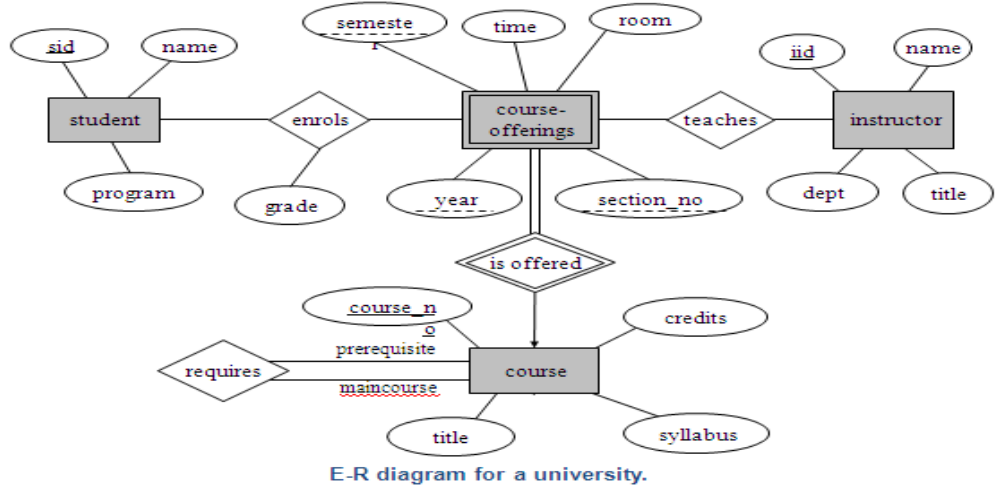 semeste
r
time
room
sid
name
iid
name
student
enrols
course-
offerings
teaches
instructor
program
grade
year
section_no
dept
title
is offered
course_n
o
credits
prerequisite
requires
course
maincourse
title
syllabus
E-R diagram for a university.